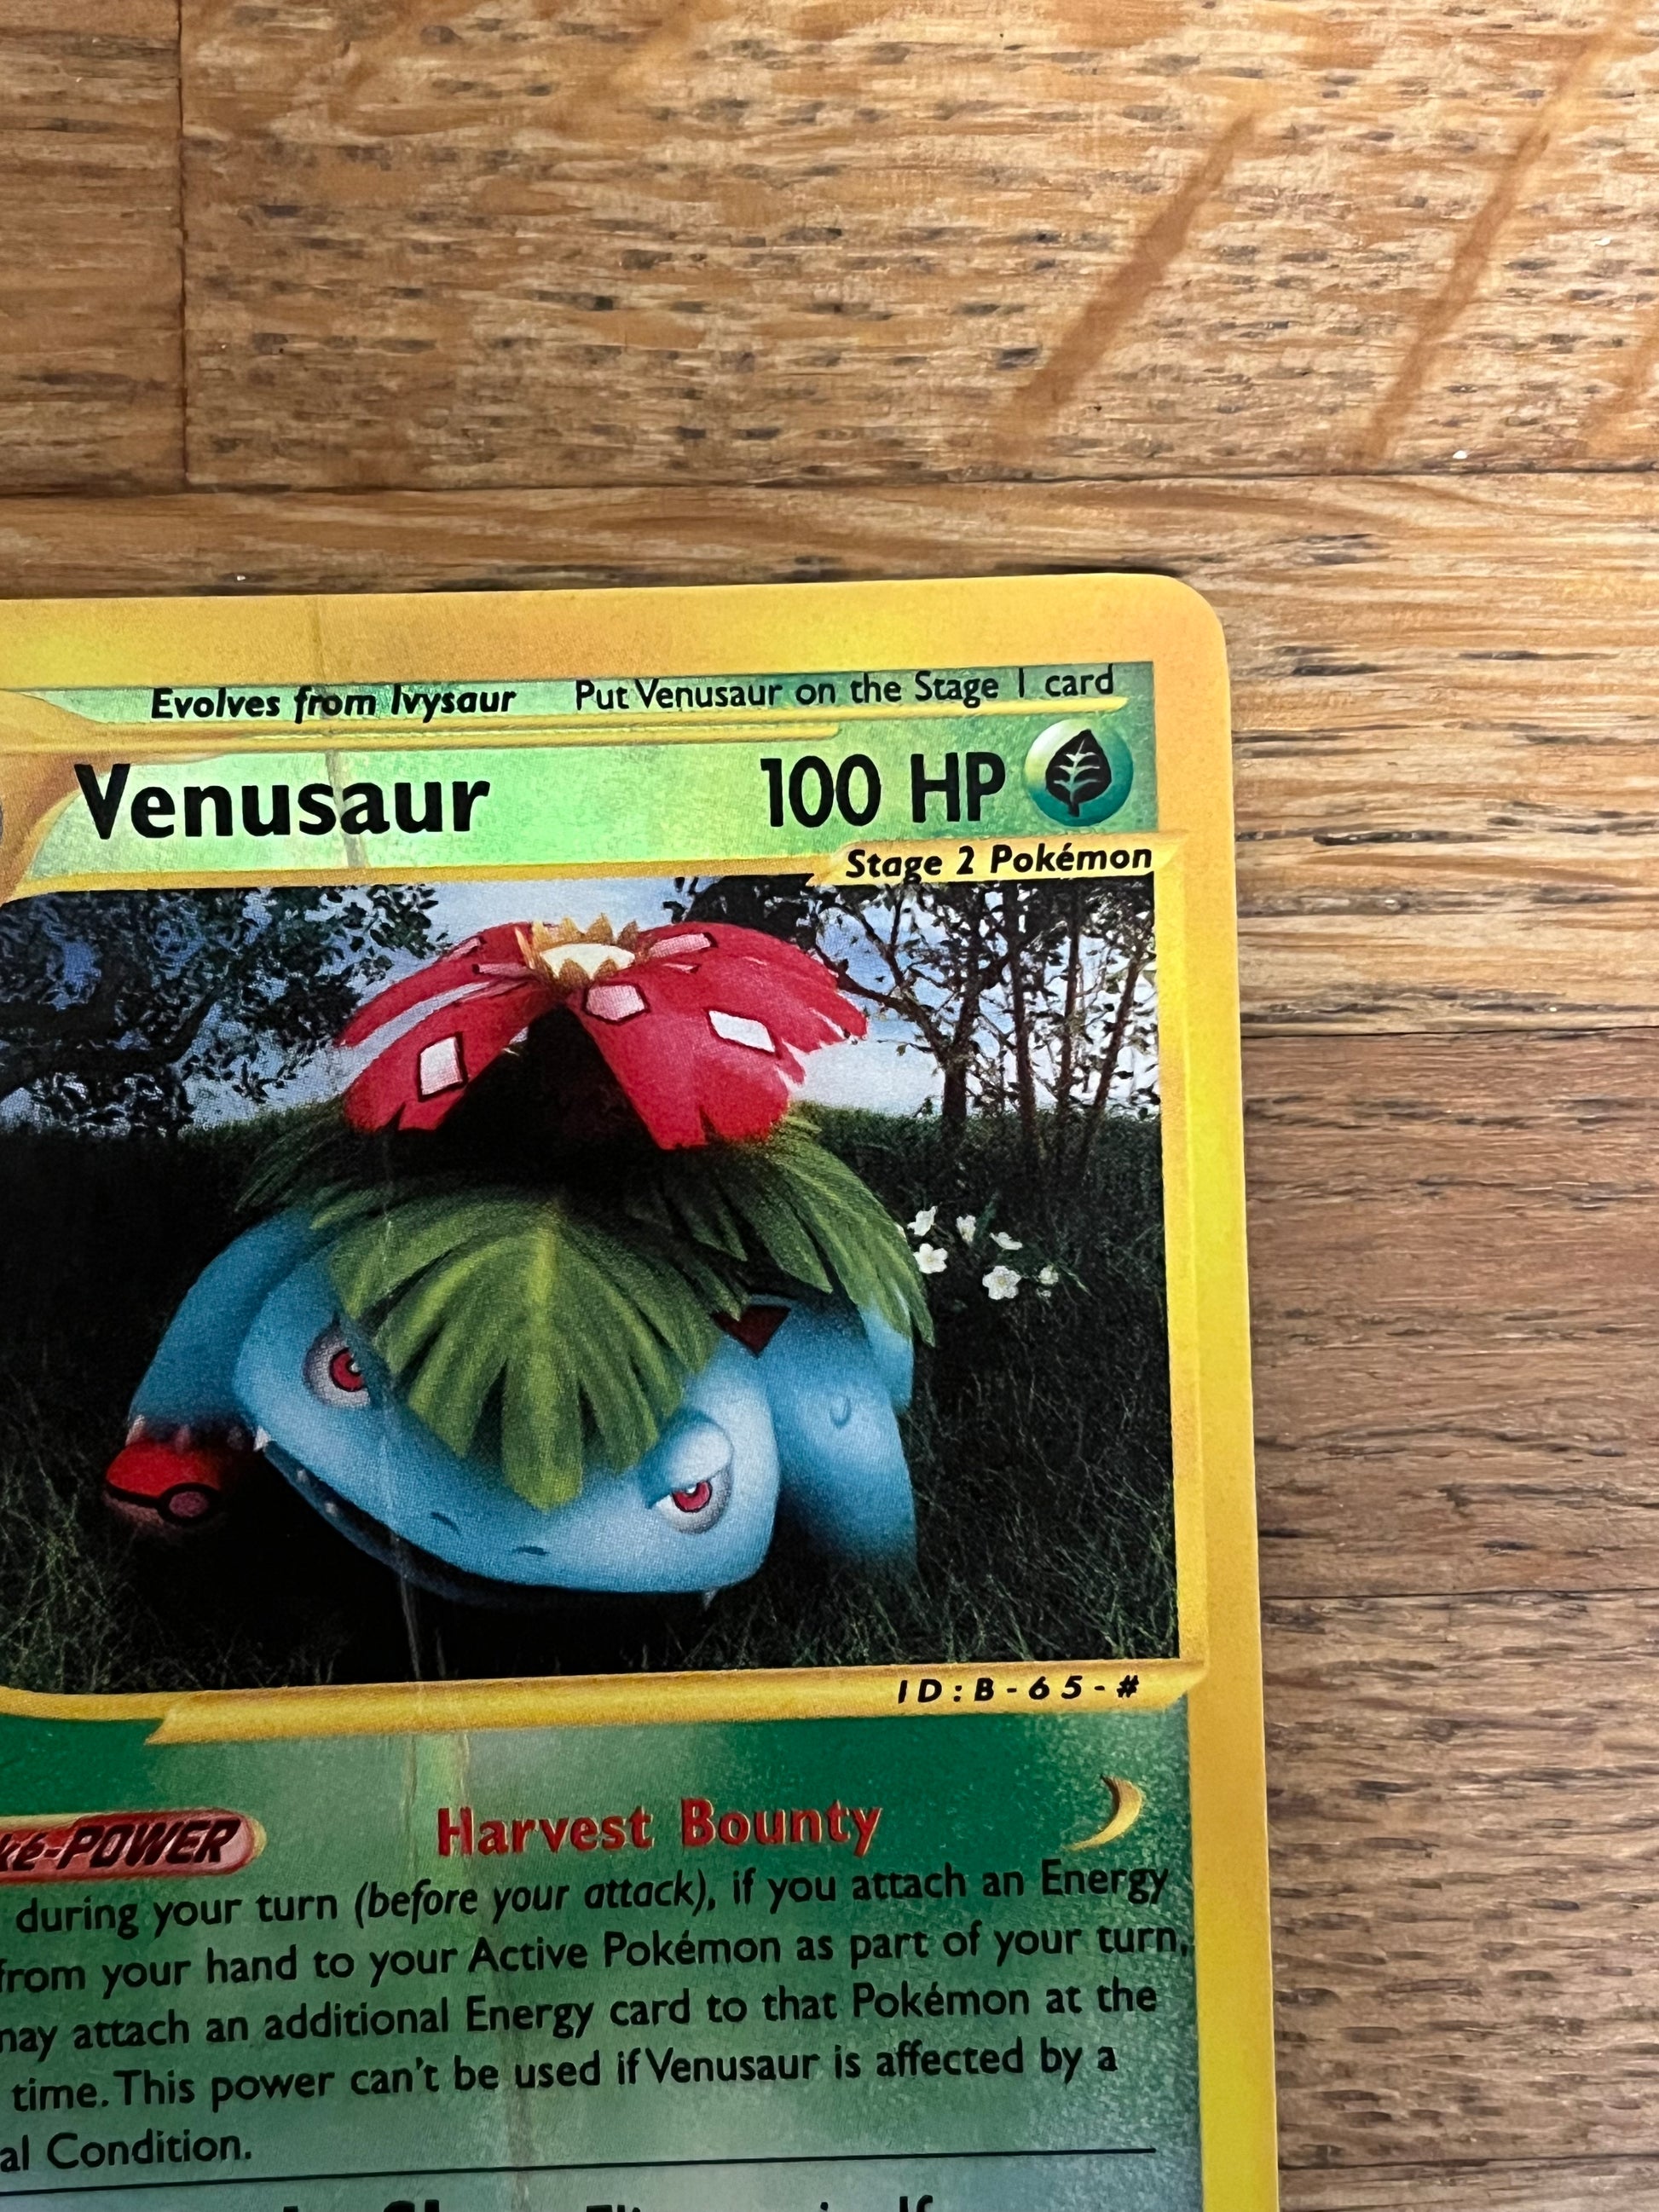 Evolves from Ivysaur Put Venusaur on the Stage 1 card
Venusaur 100 HP
Stage 2 Pokémon
ID:B-65-#
ké-POWER Harvest Bounty
during your turn (before your attack), if you attach an Energy
from your hand to your Active Pokémon as part of your turn,
may attach an additional Energy card to that Pokémon at the
time. This power can't be used if Venusaur is affected by a
al Condition.